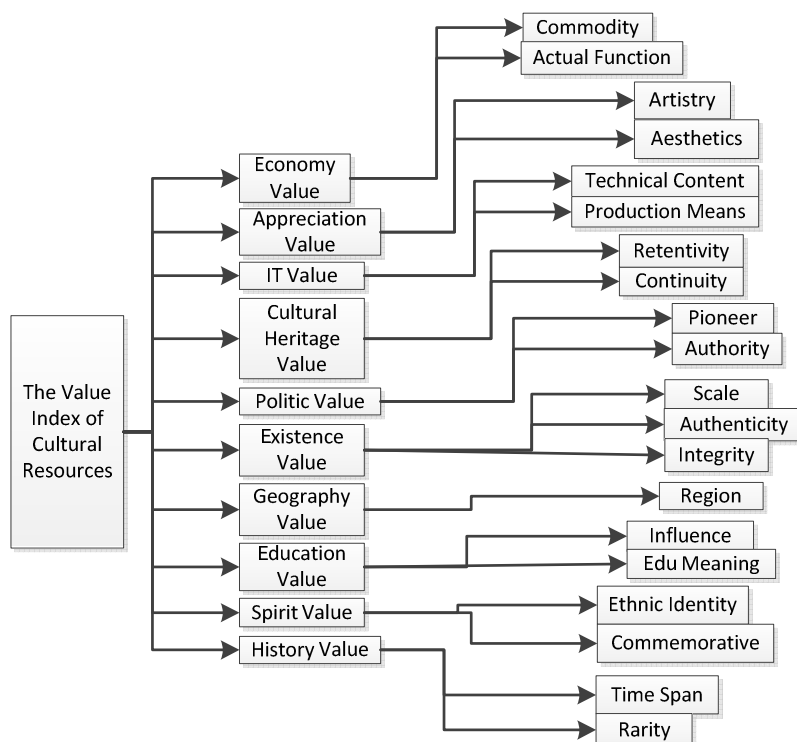 The Value
Index of
Cultural
Resources
Economy
Value
Appreciation
Value
IT Value
Cultural
Heritage
Value
Politic Value
Existence
Value
Geography
Value
Education
Value
Spirit Value
History Value
Commodity
Actual Function
Artistry
Aesthetics
Technical Content
Production Means
Retentivity
Continuity
Pioneer
Authority
Scale
Authenticity
Integrity
Region
Influence
Edu Meaning
Ethnic Identity
Commemorative
Time Span
Rarity